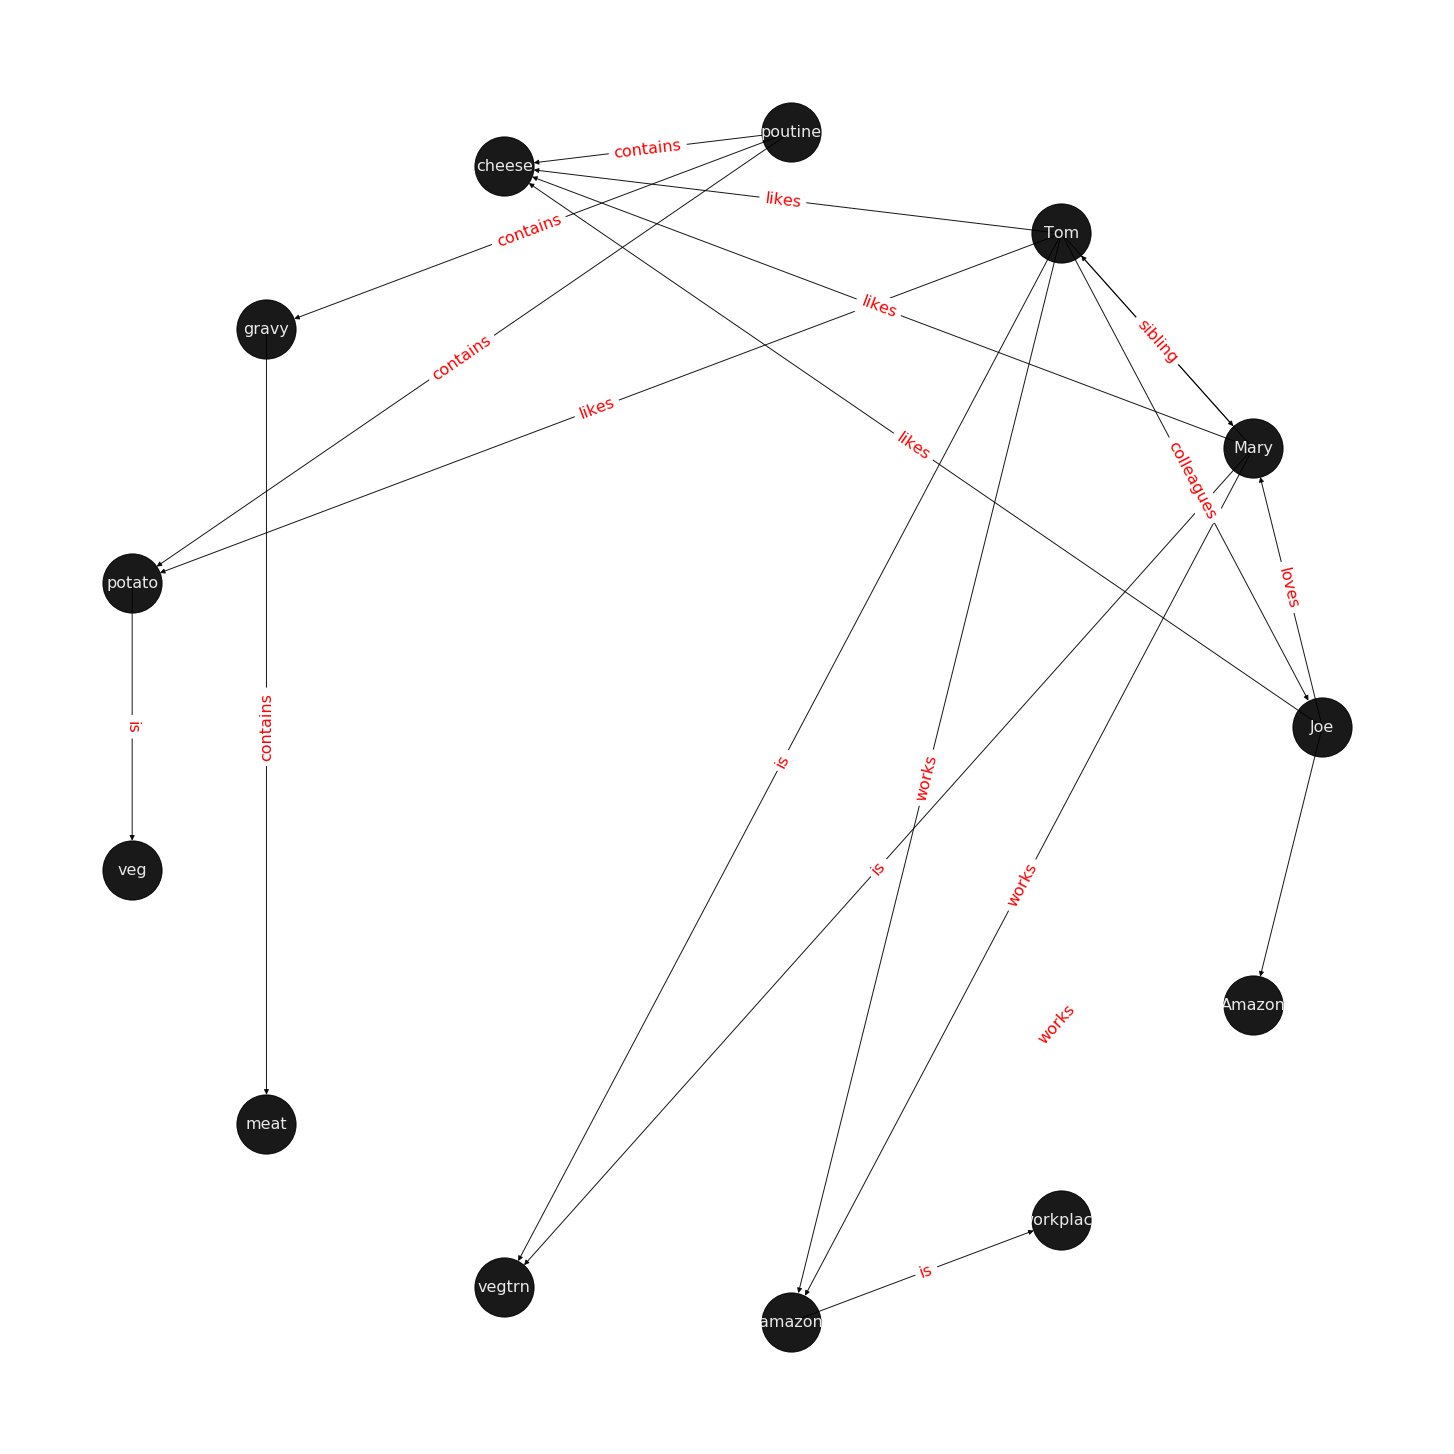 poutine
cheese
contains
likes
contains
Tom
likes
gravy
sibling
contains
likes
likes
Mary
colleagues
potato
loves
is
contains
Joe
is
works
veg
is
works
Amazon
works
meat
orkplac
is
vegtrn
amazon